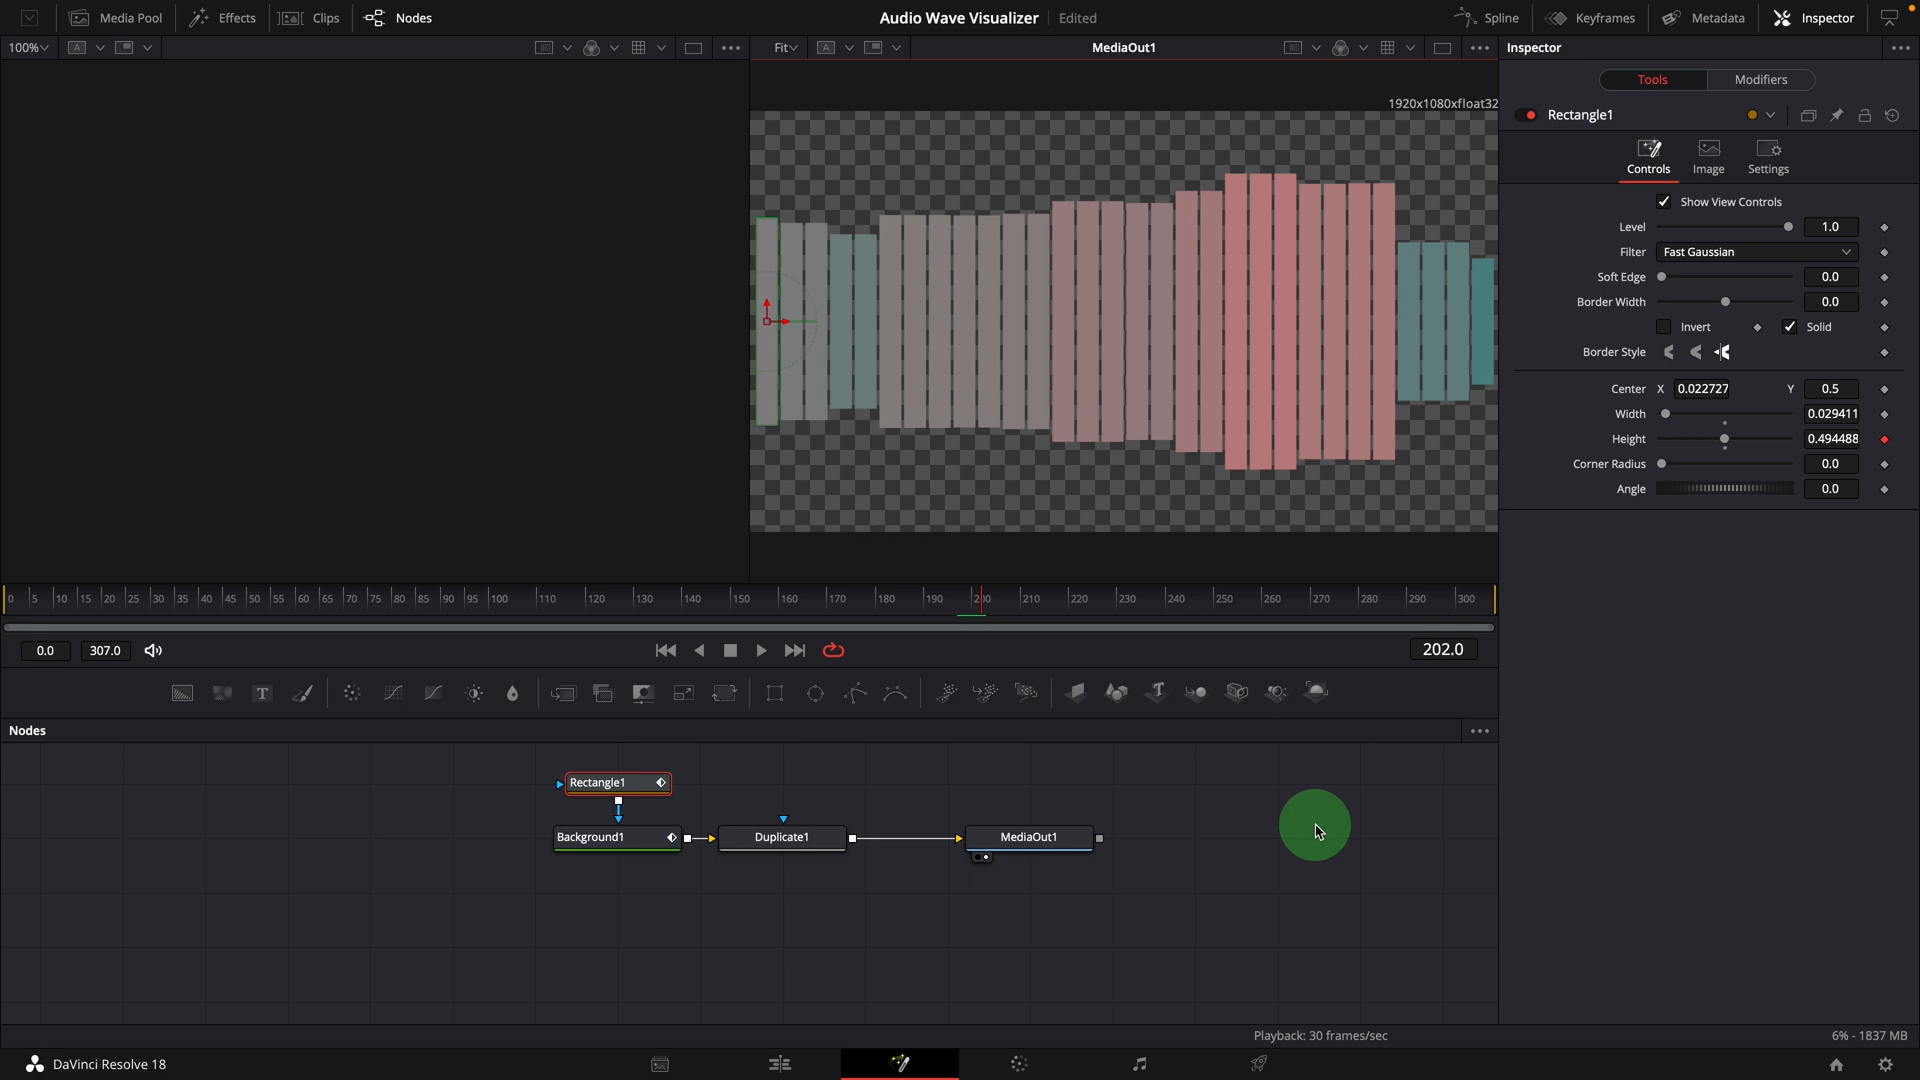 Media Pool
Effects
Clips
Nodes
Audio Wave Visualizer
Edited
Spline
Keyframes
Metadata
Inspector
100%
A
Fit
A
MediaOut1
Inspector
Tools
Modifiers
1920x1080xfloat32
Rectangle1
Controls
Image
Settings
Show View Controls
Level
1.0
Filter
Fast Gaussian
Soft Edge
0.0
Border Width
0.0
Invert
Solid
Border Style
Center
X
0.022727
Y
0.5
Width
0.029411
Height
0.494488
Corner Radius
0.0
Angle
0.0
0 5 10 15 20 25 30 35 40 45 50 55 60 65 70 75 80 85 90 95 100 110 120 130 140 150 160 170 180 190 200 210 220 230 240 250 260 270 280 290 300
0.0
307.0
202.0
T
Nodes
Rectangle1
Background1
Duplicate1
MediaOut1
Playback: 30 frames/sec
6% - 1837 MB
DaVinci Resolve 18